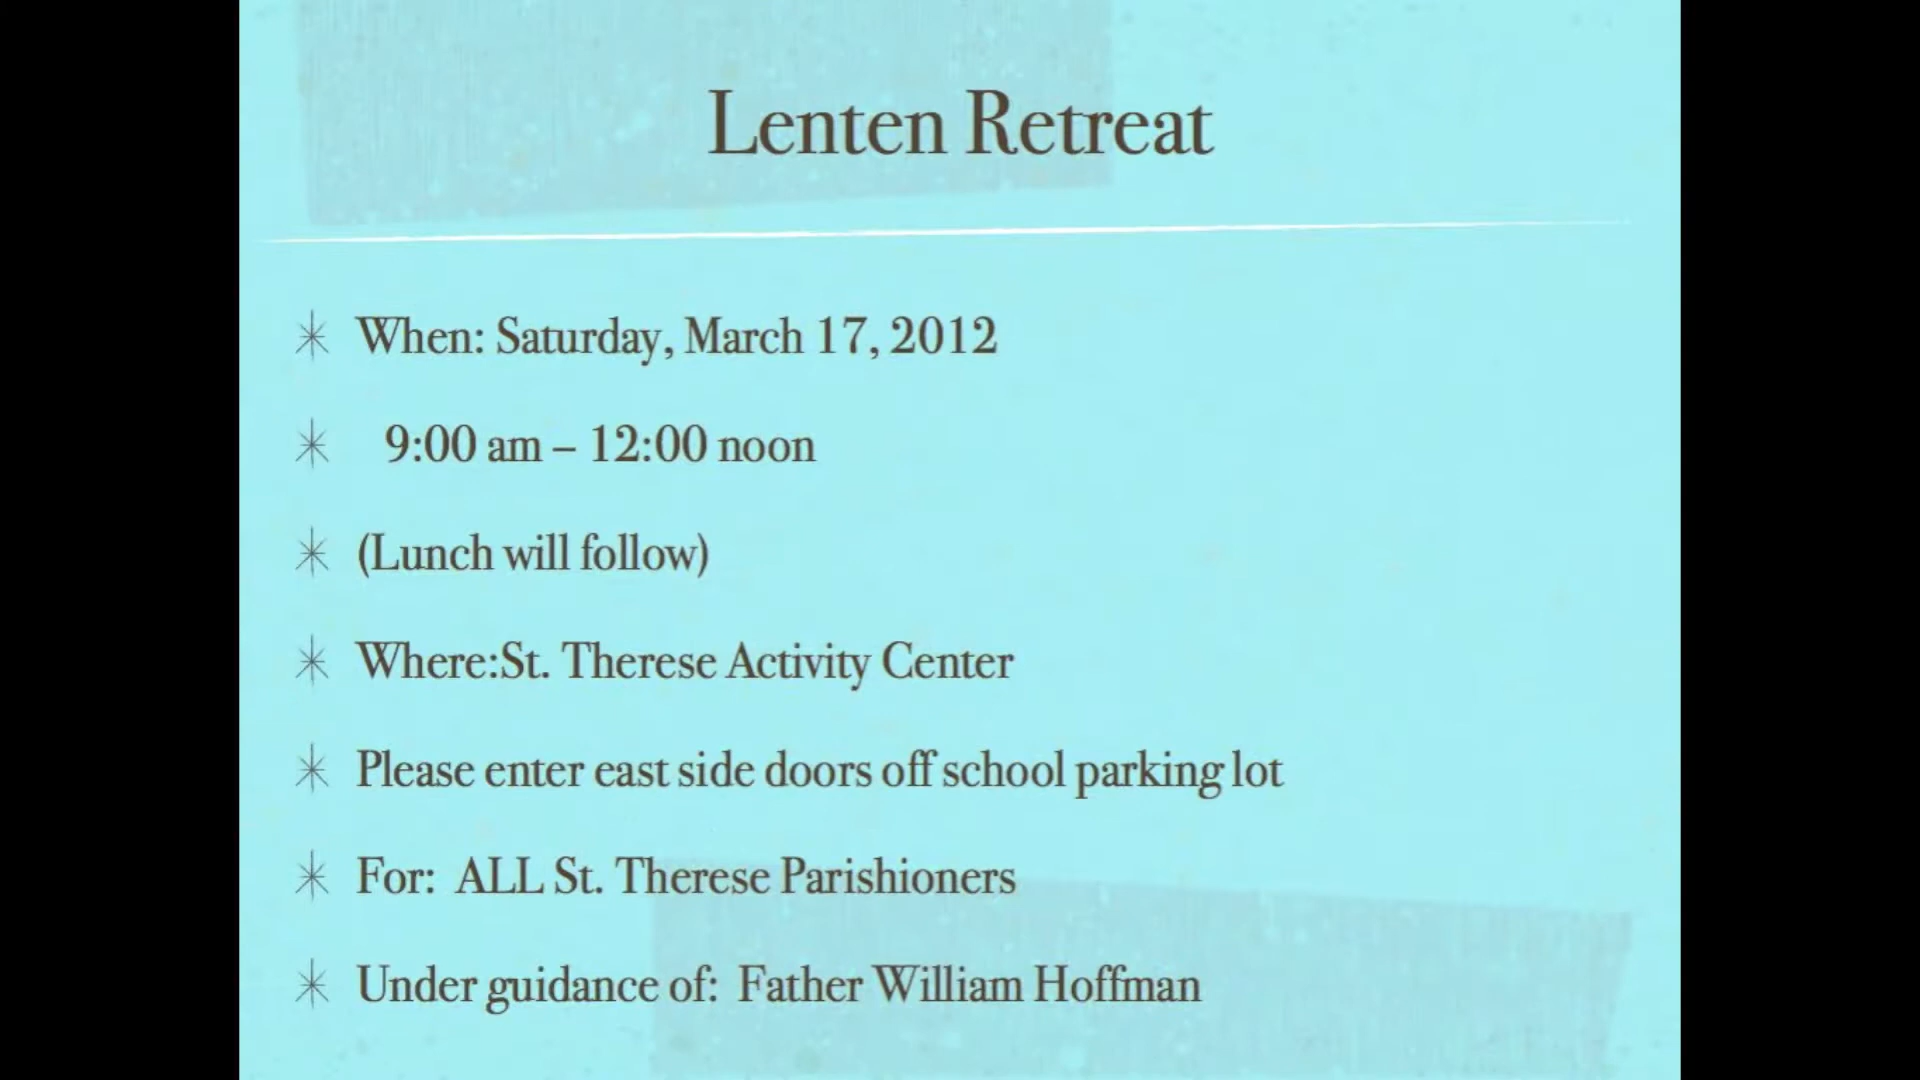 Lenten Retreat
When: Saturday, March 17, 2012
9:00 am – 12:00 noon
(Lunch will follow)
Where:St. Therese Activity Center
Please enter east side doors off school parking lot
For: ALL St. Therese Parishioners
Under guidance of: Father William Hoffman